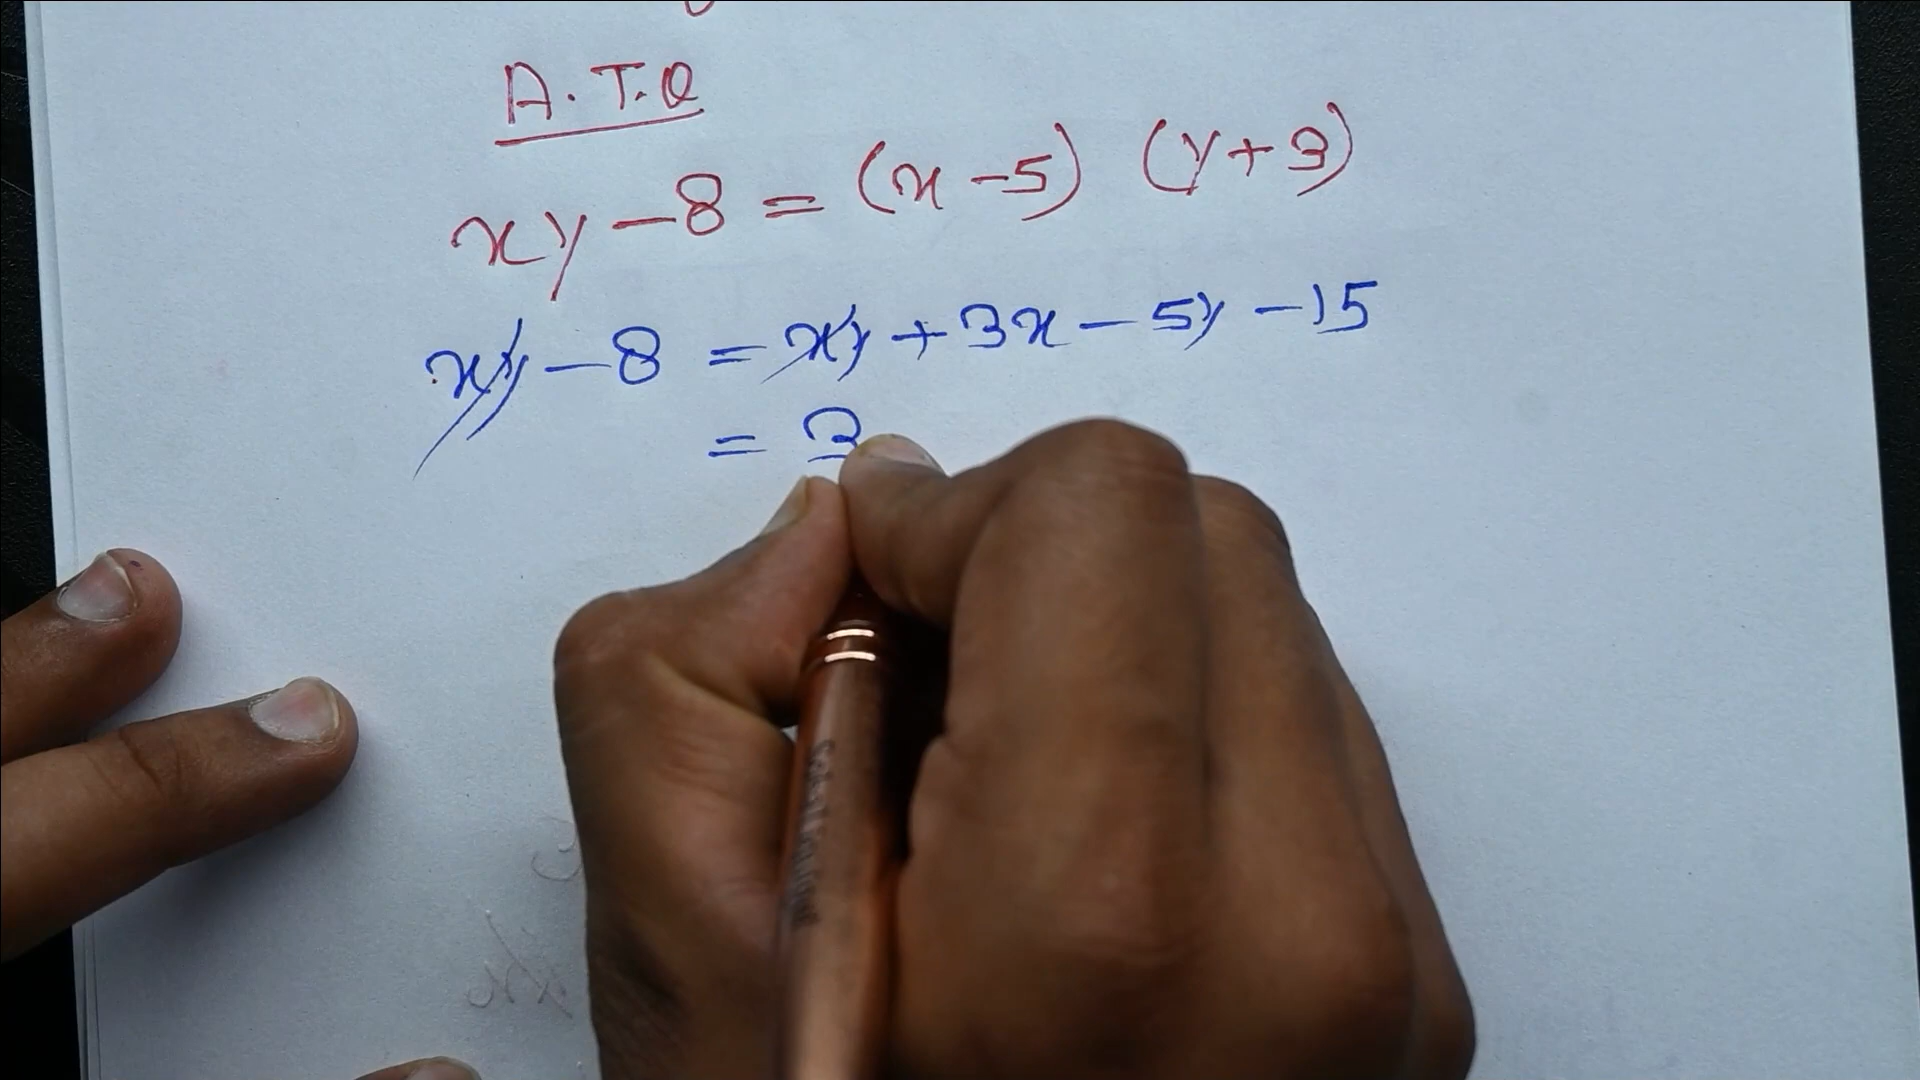 A.T.Q
xy - 8 = (x - 5) (y + 3)
xy - 8 = xy + 3x - 5y - 15
= 3